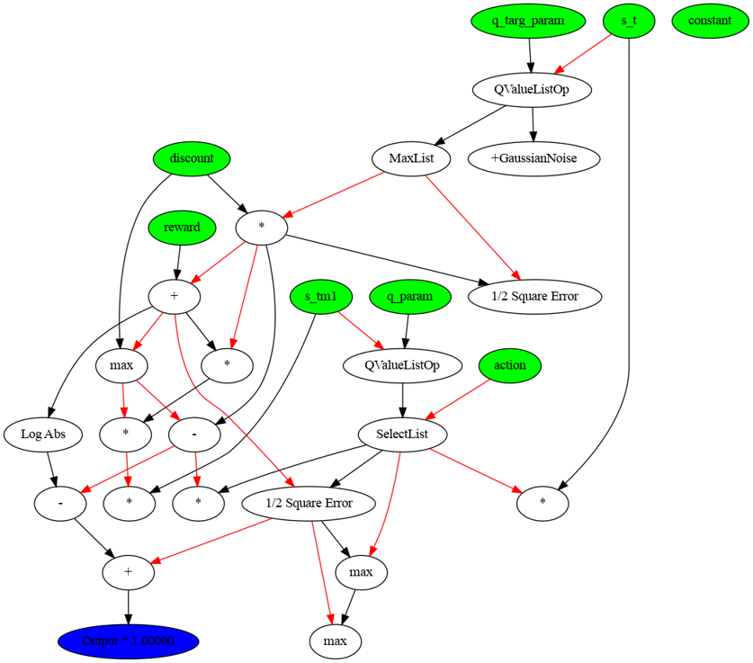 q_targ_param
s_t
constant
QValueListOp
discount
MaxList
+GaussianNoise
reward
*
+
s_tm1
q_param
1/2 Square Error
max
*
QValueListOp
action
Log Abs
*
-
SelectList
-
*
*
1/2 Square Error
*
+
max
Output * 1.00000
max